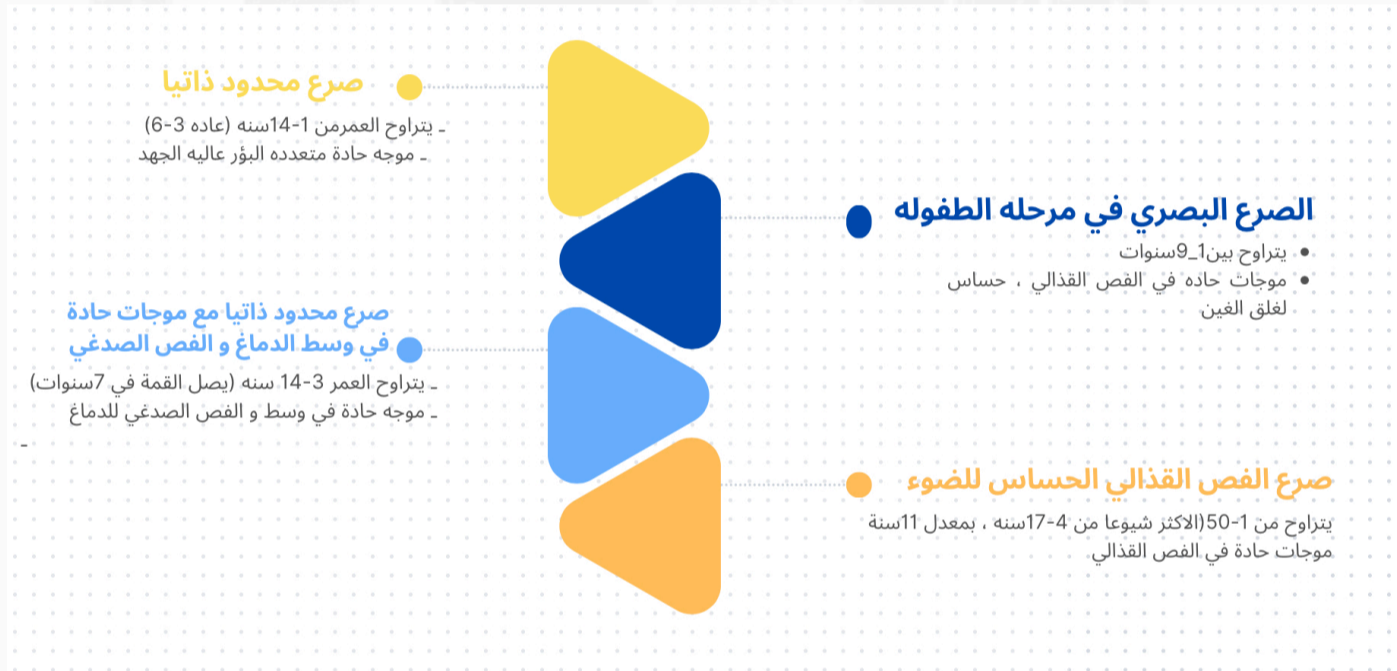 صرع محدود ذاتيا
ـ يتراوح العمرمن 1-14سنه (عاده 3-6)
ـ موجه حادة متعدده البؤر عاليه الجهد
الصرع البصري في مرحله الطفوله
• يتراوح بين1_9سنوات
• موجات حاده في الفص القذالي ، حساس
لغلق الغين
صرع محدود ذاتيا مع موجات حادة
في وسط الدماغ و الفص الصدغي
ـ يتراوح العمر 3-14 سنه (يصل القمة في 7سنوات)
ـ موجه حادة في وسط و الفص الصدغي للدماغ
ـ
صرع الفص القذالي الحساس للضوء
يتراوح من 1-50(الاكثر شيوعا من 4-17سنه ، بمعدل 11سنة
موجات حادة في الفص القذالي